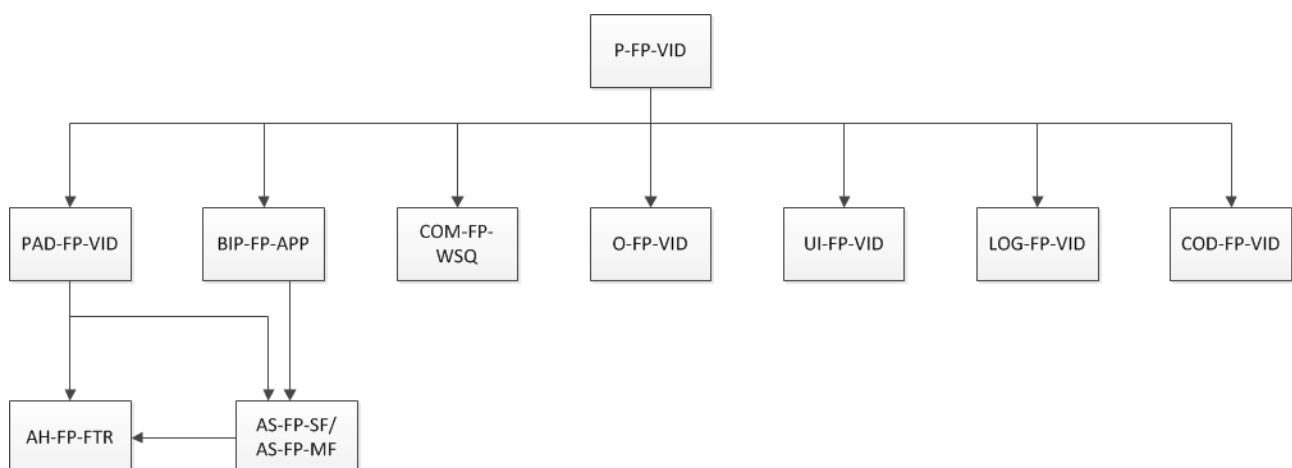 P-FP-VID
PAD-FP-VID
BIP-FP-APP
COM-FP-
WSQ
O-FP-VID
UI-FP-VID
LOG-FP-VID
COD-FP-VID
AH-FP-FTR
AS-FP-SF/
AS-FP-MF